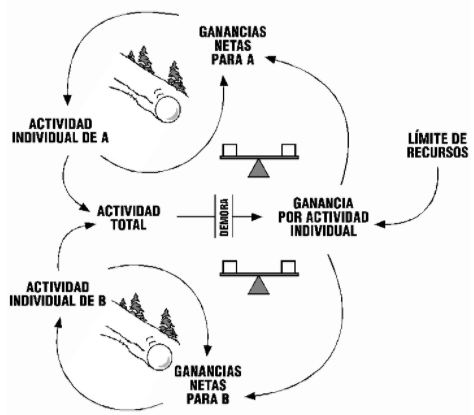 GANANCIAS
NETAS
PARA A
ACTIVIDAD
INDIVIDUAL DE A
LÍMITE DE
RECURSOS
ACTIVIDAD
TOTAL
DEMORA
GANANCIA
POR ACTIVIDAD
INDIVIDUAL
ACTIVIDAD
INDIVIDUAL DE B
GANANCIAS
NETAS
PARA B